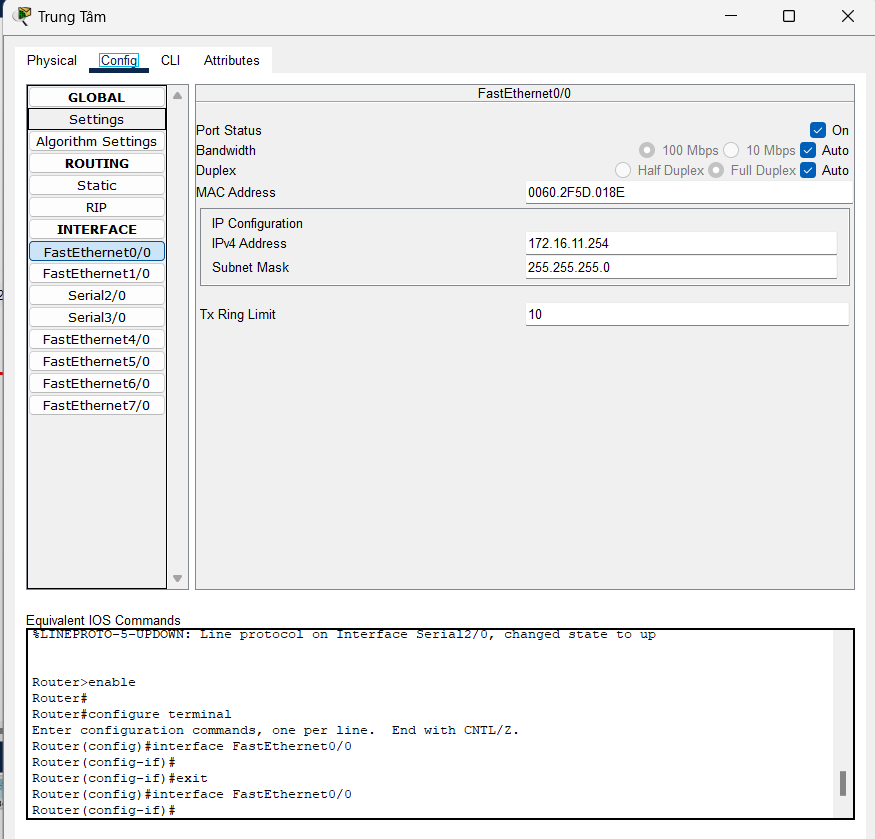 Trung Tâm
Physical Config CLI Attributes
GLOBAL
Settings
Algorithm Settings
ROUTING
Static
RIP
INTERFACE
FastEthernet0/0
FastEthernet1/0
Serial2/0
Serial3/0
FastEthernet4/0
FastEthernet5/0
FastEthernet6/0
FastEthernet7/0
FastEthernet0/0
Port Status On
Bandwidth 100 Mbps 10 Mbps Auto
Duplex Half Duplex Full Duplex Auto
MAC Address 0060.2F5D.018E
IP Configuration
IPv4 Address 172.16.11.254
Subnet Mask 255.255.255.0
Tx Ring Limit 10
Equivalent IOS Commands
%LINEPROTO-5-UPDOWN: Line protocol on Interface Serial2/0, changed state to up
Router>enable
Router#
Router#configure terminal
Enter configuration commands, one per line. End with CNTL/Z.
Router(config)#interface FastEthernet0/0
Router(config-if)#
Router(config-if)#exit
Router(config)#interface FastEthernet0/0
Router(config-if)#